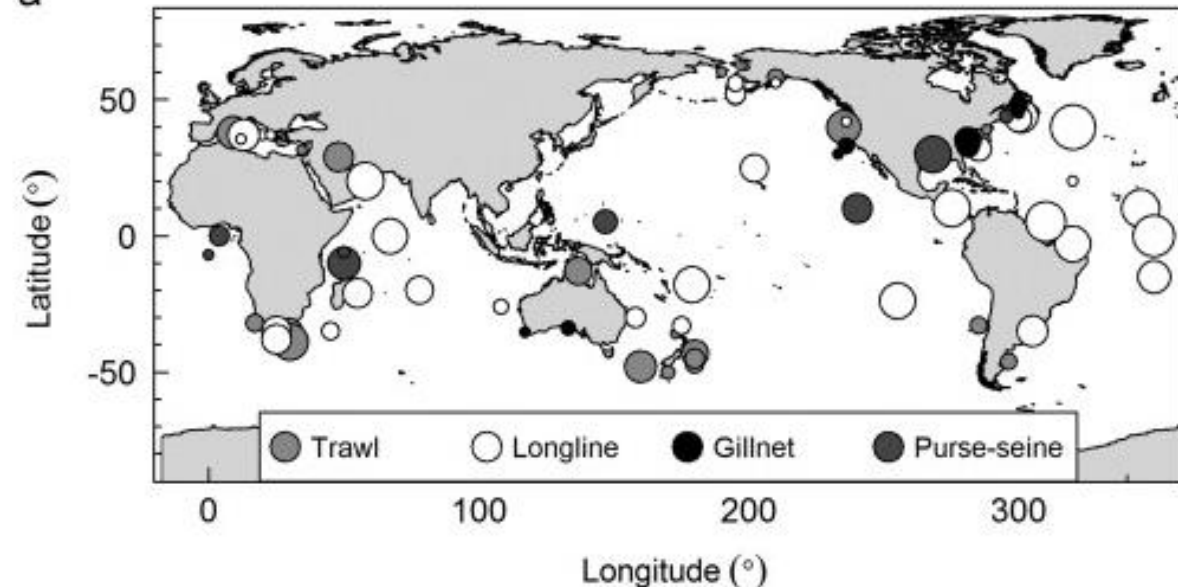 a
50
0
-50
Latitude (°)
Trawl Longline Gillnet Purse-seine
0 100 200 300
Longitude (°)